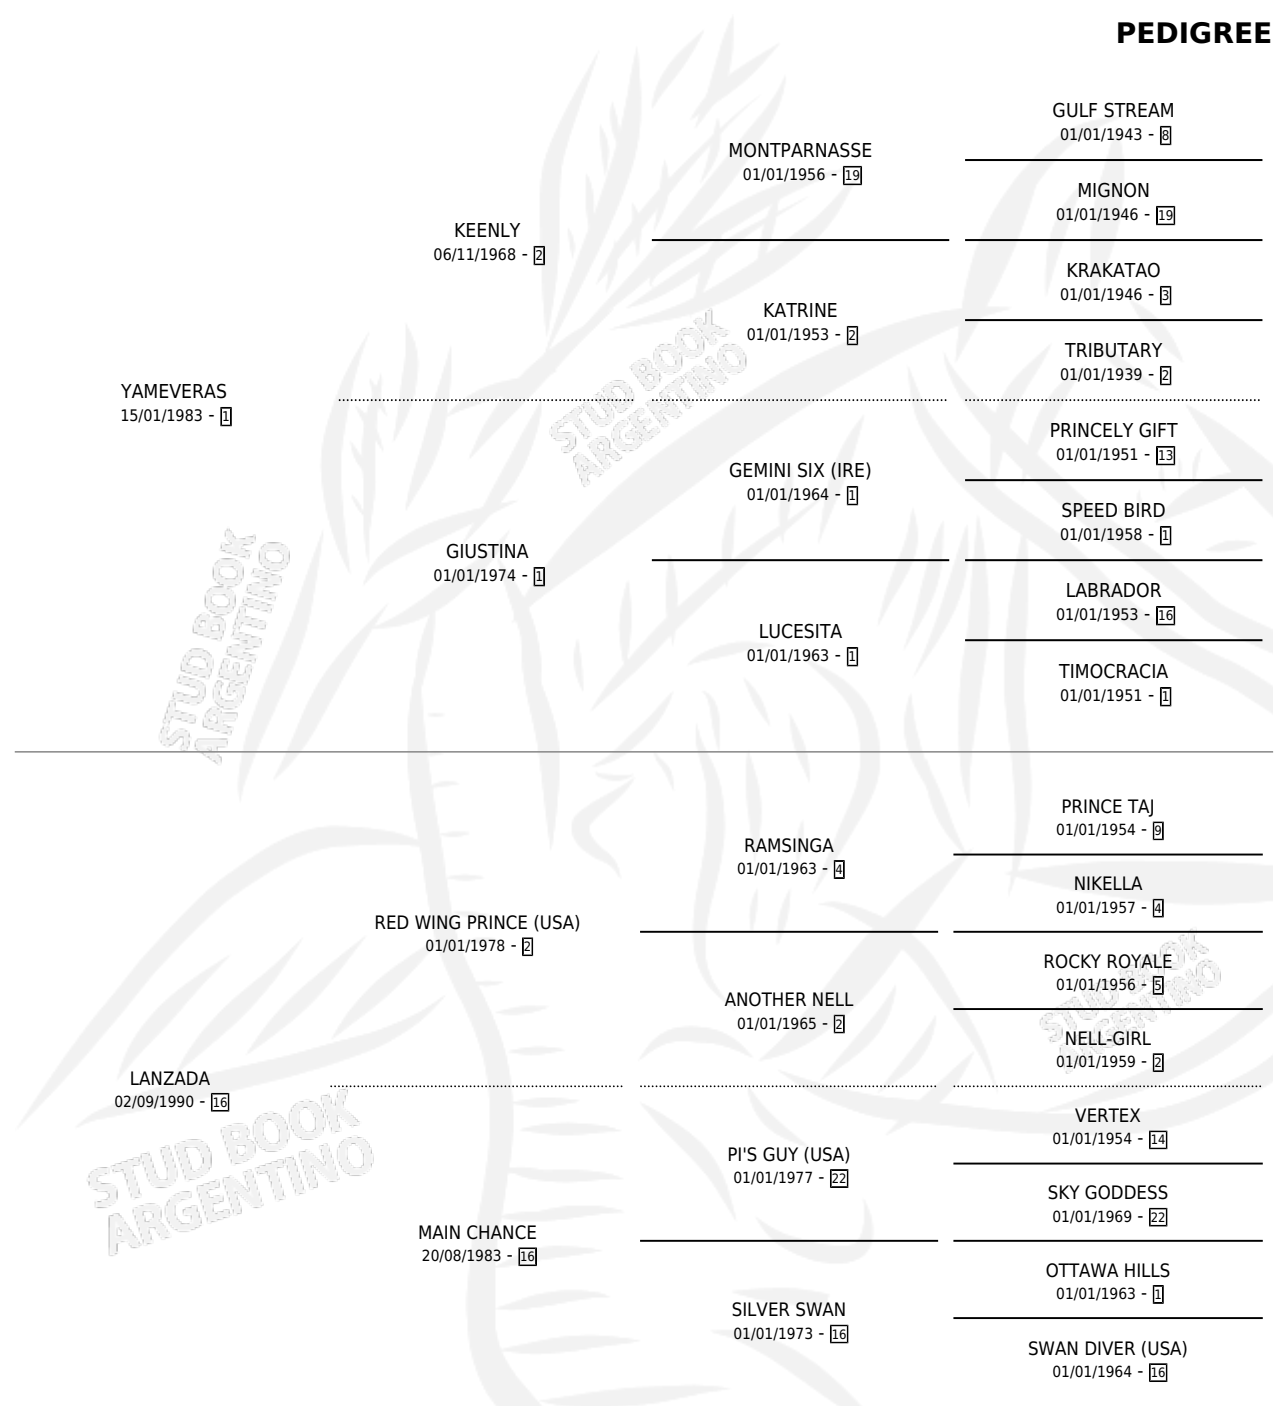 PEDIGREE
GULF STREAM
01/01/1943 - 8
MONTPARNASSE
01/01/1956 - 19
MIGNON
01/01/1946 - 19
KEENLY
06/11/1968 - 2
KRAKATAO
01/01/1946 - 3
KATRINE
01/01/1953 - 2
TRIBUTARY
01/01/1939 - 2
YAMEVERAS
15/01/1983 - 1
PRINCELY GIFT
01/01/1951 - 13
GEMINI SIX (IRE)
01/01/1964 - 1
SPEED BIRD
01/01/1958 - 1
GIUSTINA
01/01/1974 - 1
LABRADOR
01/01/1953 - 16
LUCESITA
01/01/1963 - 1
TIMOCRACIA
01/01/1951 - 1
PRINCE TAJ
01/01/1954 - 9
RAMSINGA
01/01/1963 - 4
NIKELLA
01/01/1957 - 4
RED WING PRINCE (USA)
01/01/1978 - 2
ROCKY ROYALE
01/01/1956 - 5
ANOTHER NELL
01/01/1965 - 2
NELL-GIRL
01/01/1959 - 2
LANZADA
02/09/1990 - 16
VERTEX
01/01/1954 - 14
PI'S GUY (USA)
01/01/1977 - 22
SKY GODDESS
01/01/1969 - 22
MAIN CHANCE
20/08/1983 - 16
OTTAWA HILLS
01/01/1963 - 1
SILVER SWAN
01/01/1973 - 16
SWAN DIVER (USA)
01/01/1964 - 16
STUD BOOK
ARGENTINO
STUD BOOK
ARGENTINO
STUD BOOK
ARGENTINO
STUD BOOK
ARGENTINO